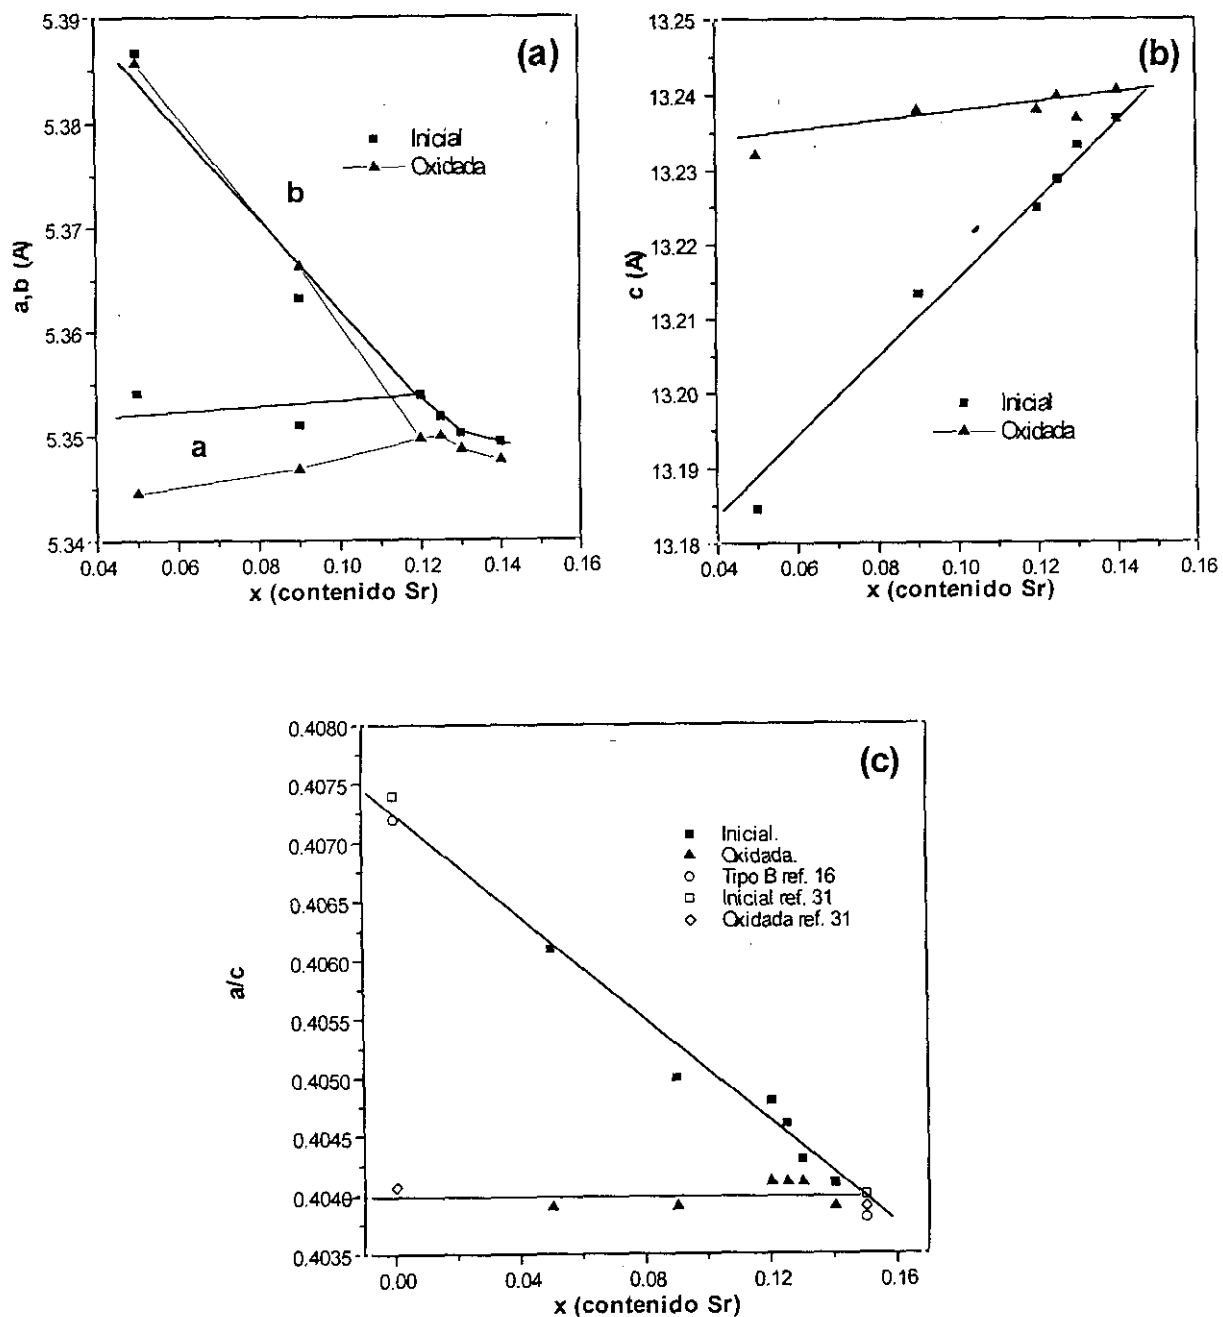 (a)
5.39
5.38
5.37
5.36
5.35
5.34
a,b (A)
Inicial
Oxidada
b
a
0.04 0.06 0.08 0.10 0.12 0.14 0.16
x (contenido Sr)
(b)
13.25
13.24
13.23
13.22
13.21
13.20
13.19
13.18
c (A)
Inicial
Oxidada
0.04 0.06 0.08 0.10 0.12 0.14 0.16
x (contenido Sr)
(c)
0.4080
0.4075
0.4070
0.4065
0.4060
0.4055
0.4050
0.4045
0.4040
0.4035
a/c
Inicial.
Oxidada.
Tipo B ref. 16
Inicial ref. 31
Oxidada ref. 31
0.00 0.04 0.08 0.12 0.16
x (contenido Sr)